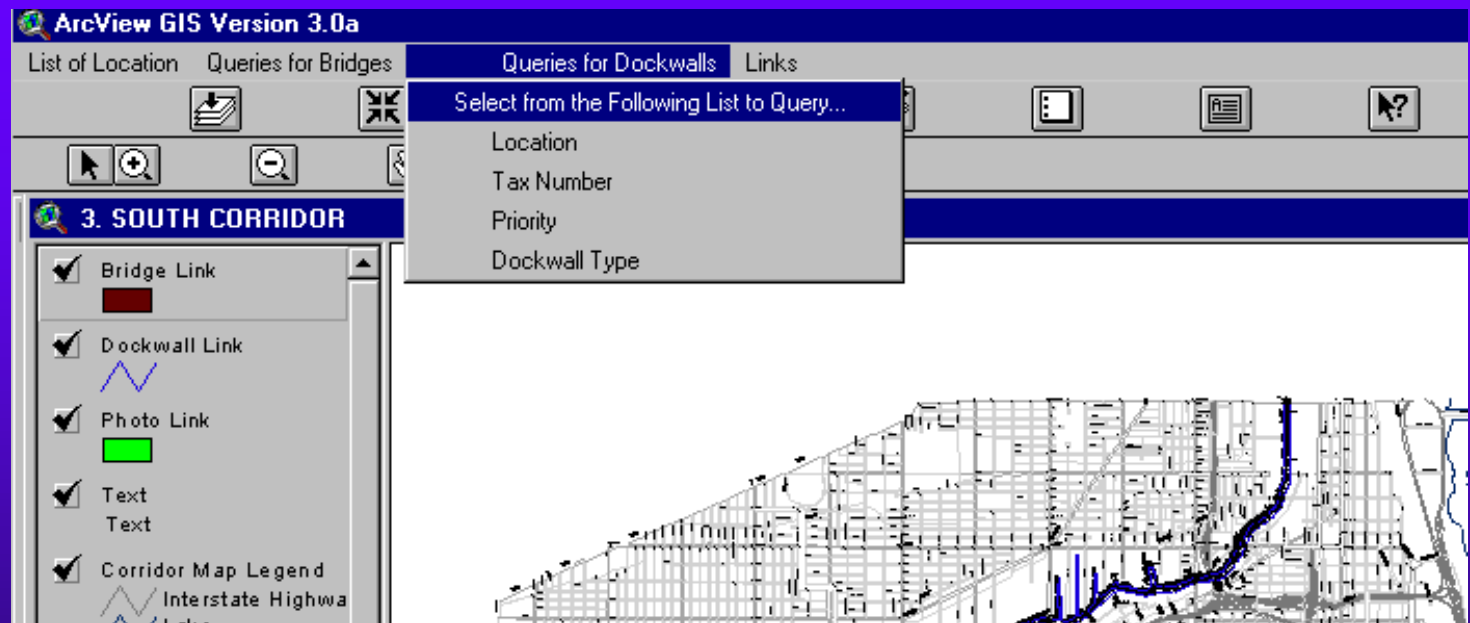 ArcView GIS Version 3.0a
List of Location Queries for Bridges Queries for Dockwalls Links
Select from the Following List to Query...
Location
Tax Number
Priority
Dockwall Type
3. SOUTH CORRIDOR
Bridge Link
Dockwall Link
Photo Link
Text
Text
Corridor Map Legend
Interstate Highwa